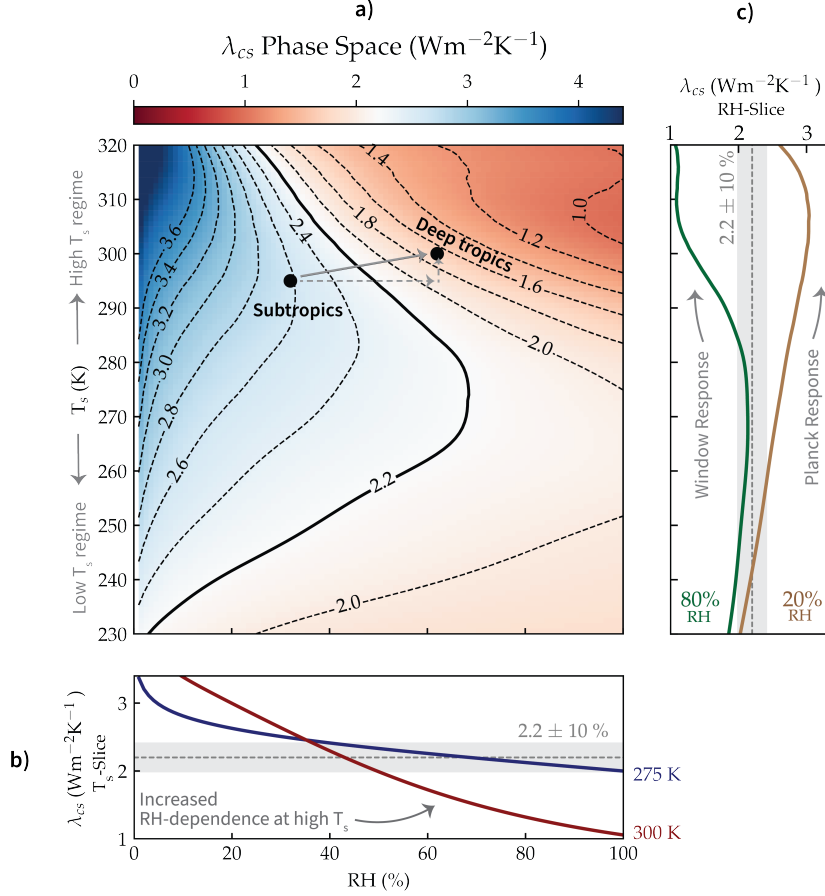 a)
λcs Phase Space (Wm−2K−1)
0 1 2 3 4
320
310
300
290
280
270
260
250
240
230
High Ts regime
Ts (K)
Low Ts regime
3.6
3.4
3.2
3.0
2.8
2.6
2.4
2.2
2.0
1.4
1.8
1.0
1.2
1.6
2.0
Deep tropics
Subtropics
c)
λcs (Wm−2K−1)
RH-Slice
1 2 3
2.2 ± 10 %
Window Response
Planck Response
80%
RH
20%
RH
b)
λcs (Wm−2K−1)
Ts-Slice
3
2
1
2.2 ± 10 %
Increased
RH-dependence at high Ts
275 K
300 K
0 20 40 60 80 100
RH (%)